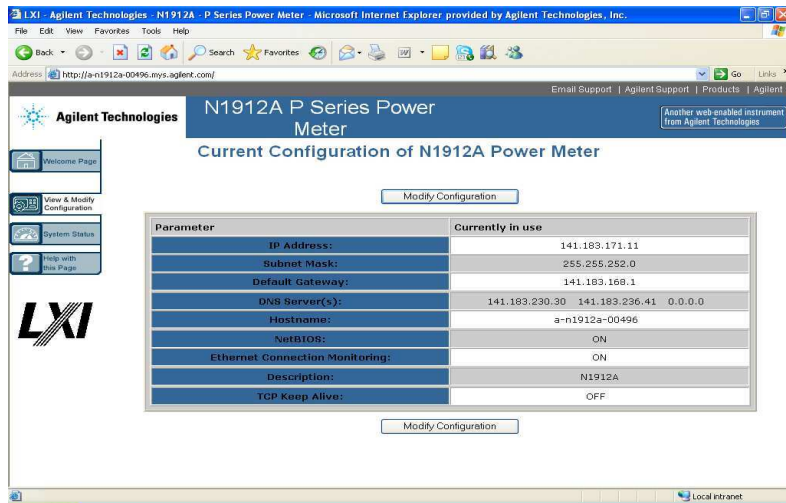 LXI - Agilent Technologies - N1912A - P Series Power Meter - Microsoft Internet Explorer provided by Agilent Technologies, Inc.
File Edit View Favorites Tools Help
Back Search Favorites
Address http://a-n1912a-00496.mys.agilent.com/ Go Links
Email Support | Agilent Support | Products | Agilent
Agilent Technologies
N1912A P Series Power
Meter
Another web-enabled instrument
from Agilent Technologies
Welcome Page
View & Modify
Configuration
System Status
Help with
this Page
LXI
Current Configuration of N1912A Power Meter
Modify Configuration
Parameter Currently in use
IP Address: 141.183.171.11
Subnet Mask: 255.255.252.0
Default Gateway: 141.183.168.1
DNS Server(s): 141.183.230.30 141.183.236.41 0.0.0.0
Hostname: a-n1912a-00496
NetBIOS: ON
Ethernet Connection Monitoring: ON
Description: N1912A
TCP Keep Alive: OFF
Modify Configuration
Local intranet